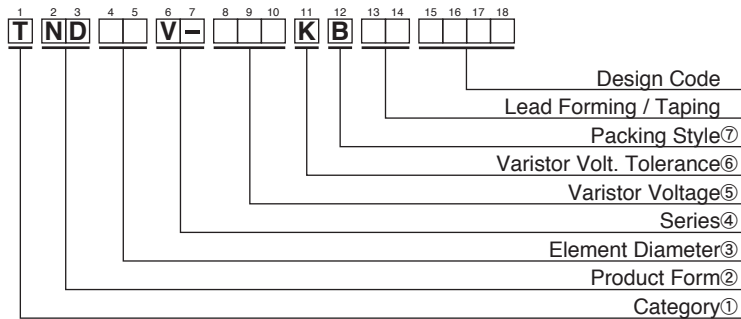 1 2 3 4 5 6 7 8 9 10 11 12 13 14 15 16 17 18
T ND V – K B
Design Code
Lead Forming / Taping
Packing Style⑦
Varistor Volt. Tolerance⑥
Varistor Voltage⑤
Series④
Element Diameter③
Product Form②
Category①